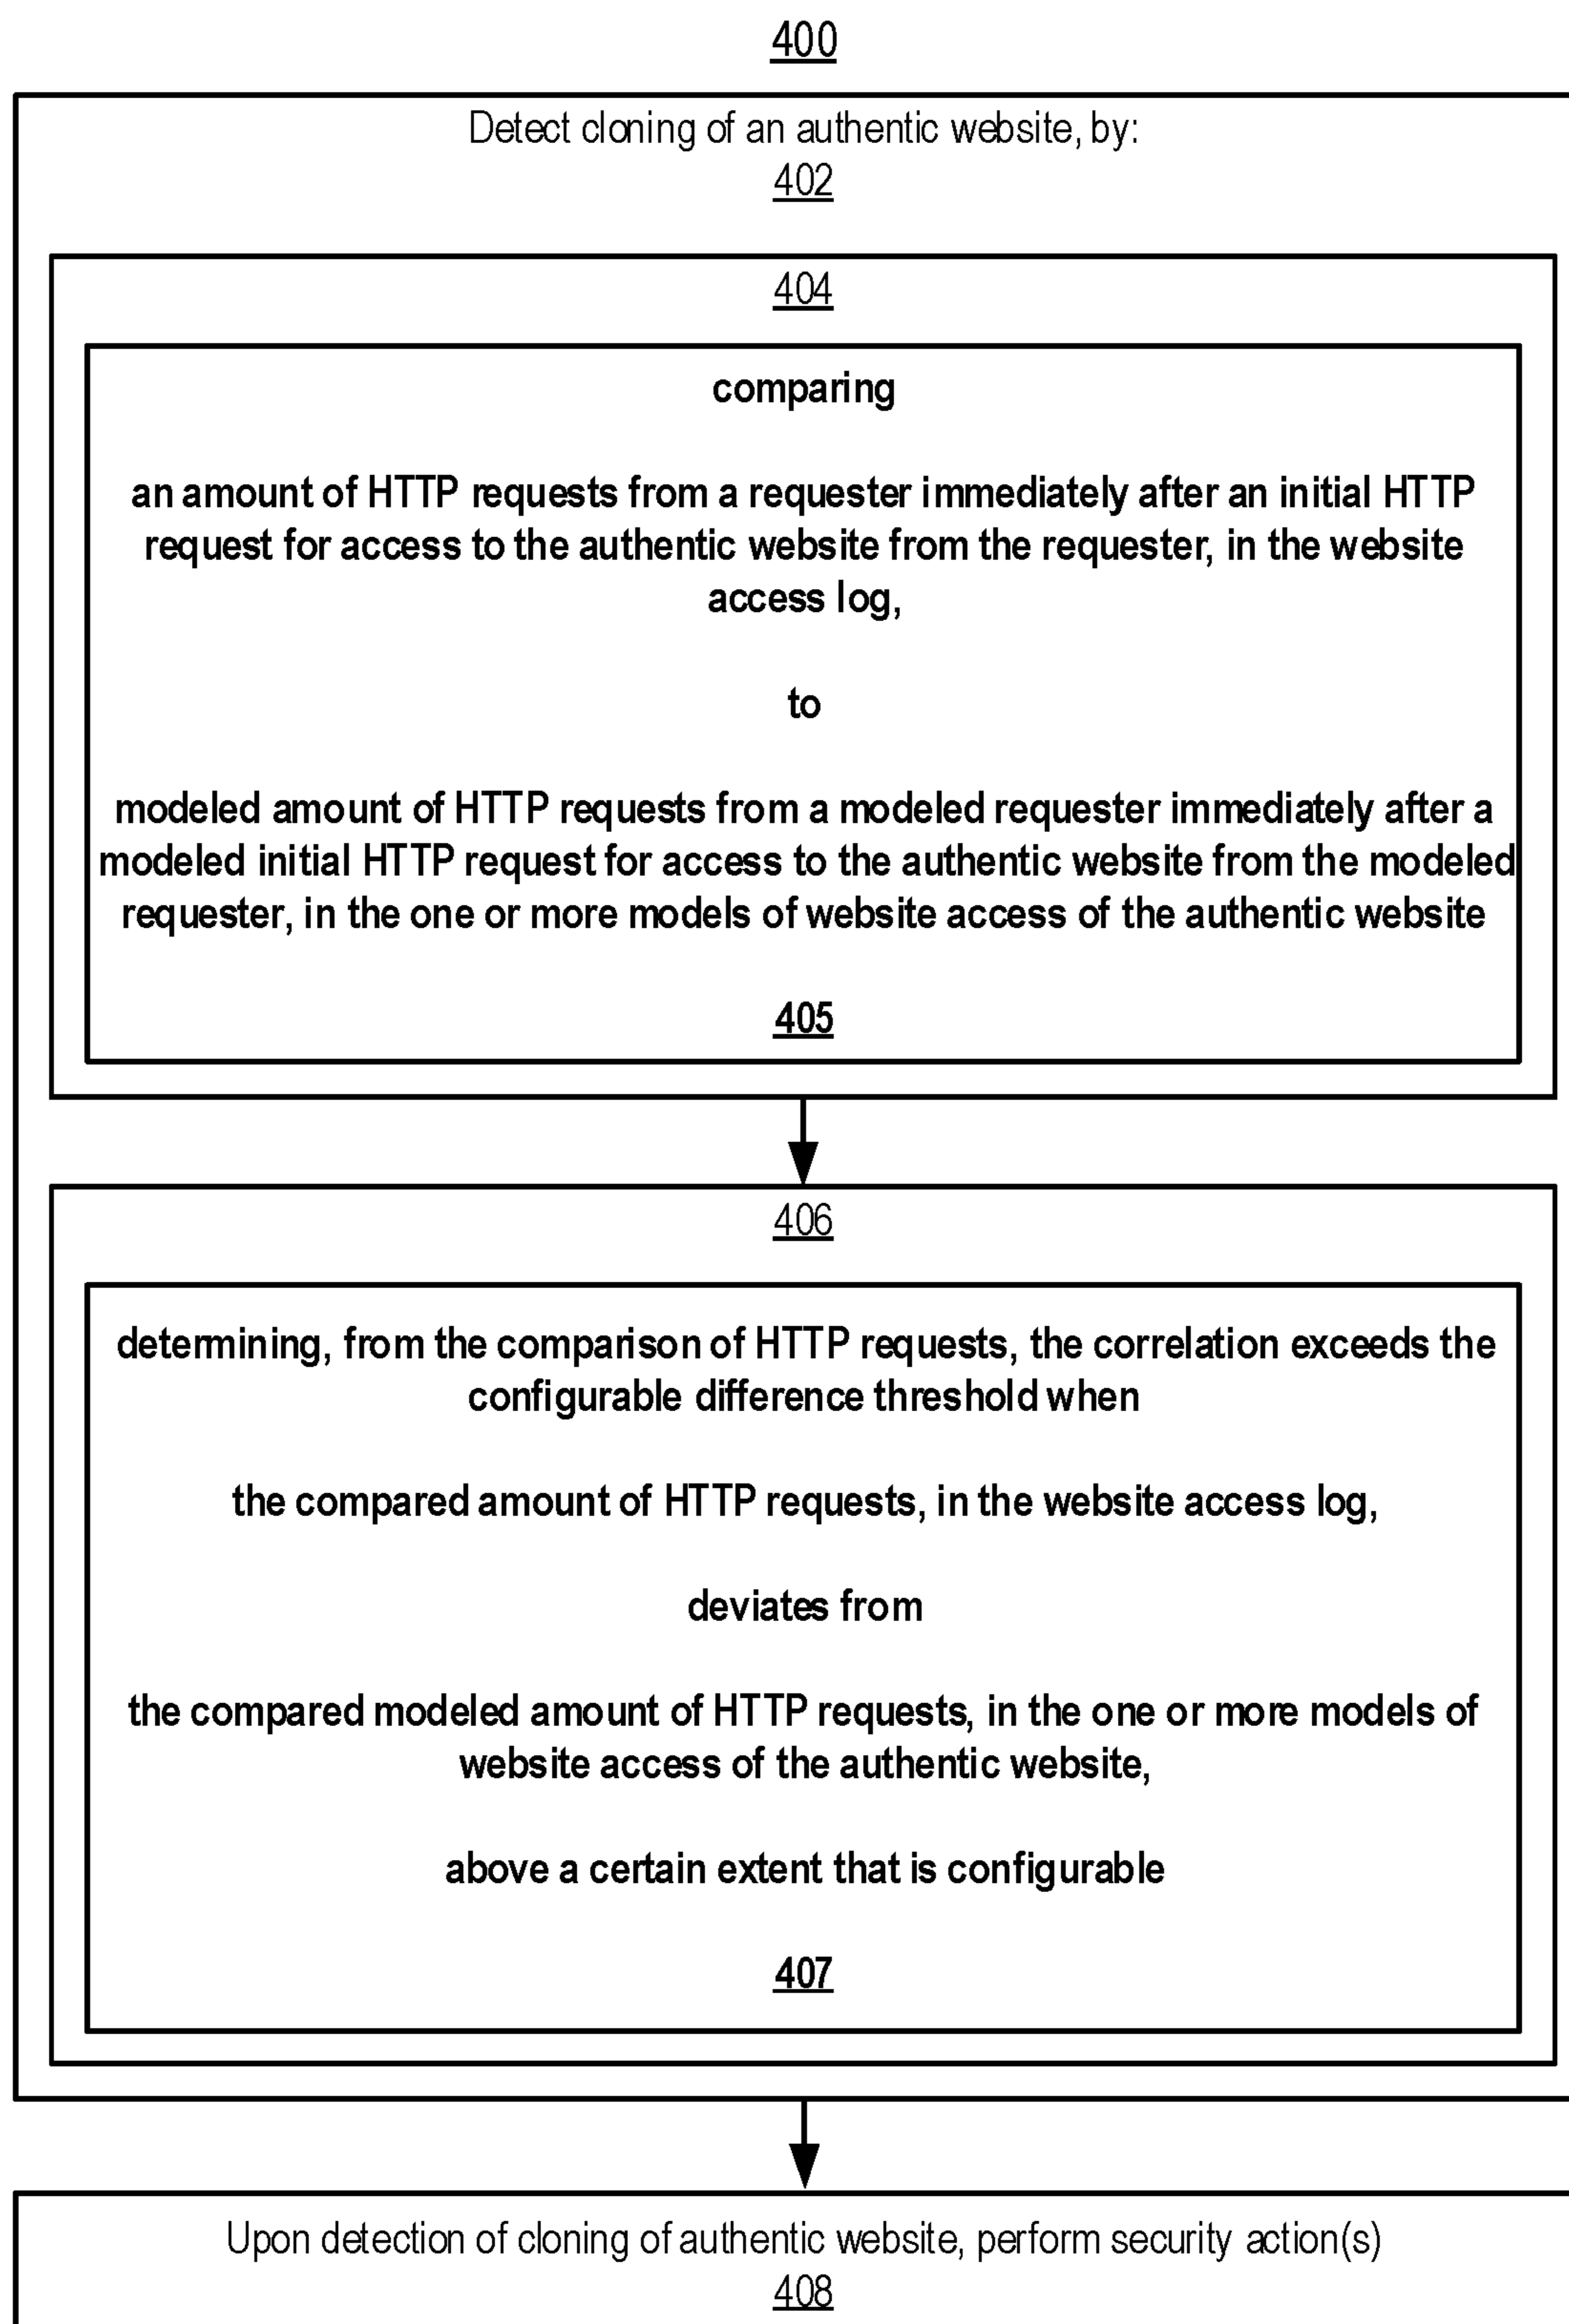 400
Detect cloning of an authentic website, by:
402
404
comparing
an amount of HTTP requests from a requester immediately after an initial HTTP
request for access to the authentic website from the requester, in the website
access log,
to
modeled amount of HTTP requests from a modeled requester immediately after a
modeled initial HTTP request for access to the authentic website from the modeled
requester, in the one or more models of website access of the authentic website
405
406
determining, from the comparison of HTTP requests, the correlation exceeds the
configurable difference threshold when
the compared amount of HTTP requests, in the website access log,
deviates from
the compared modeled amount of HTTP requests, in the one or more models of
website access of the authentic website,
above a certain extent that is configurable
407
Upon detection of cloning of authentic website, perform security action(s)
408